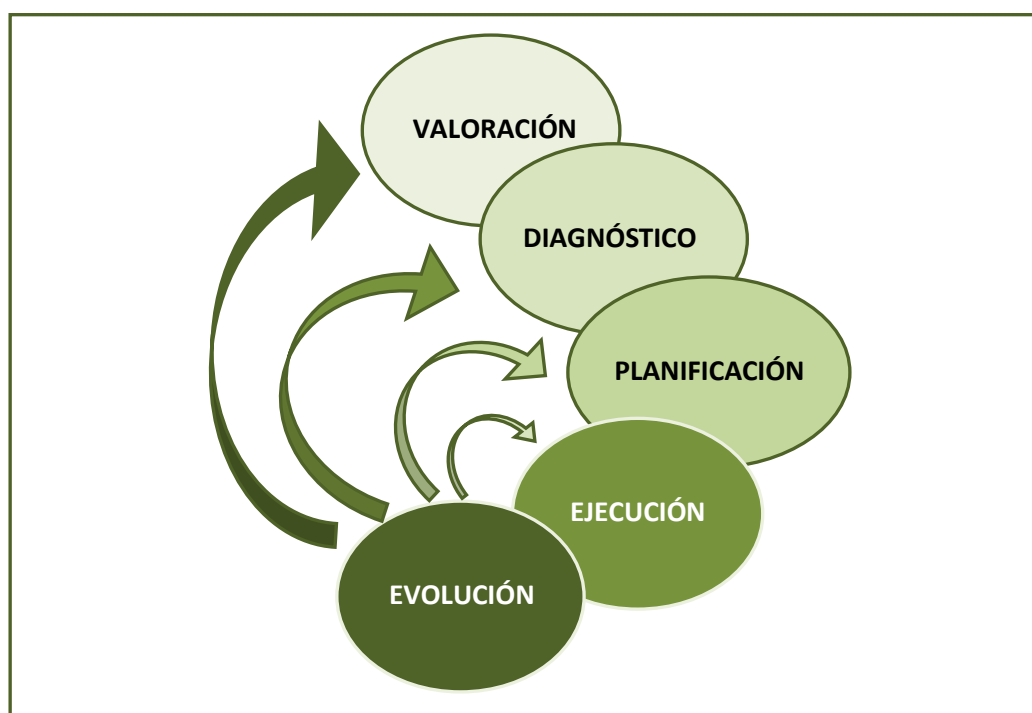 VALORACIÓN
DIAGNÓSTICO
PLANIFICACIÓN
EJECUCIÓN
EVOLUCIÓN